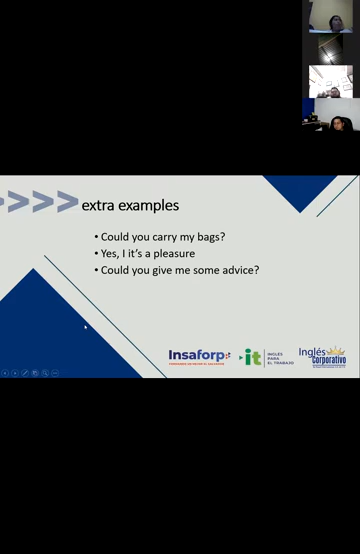 >>>> extra examples
• Could you carry my bags?
• Yes, I it's a pleasure
• Could you give me some advice?
Insaforp
it INGLÉS PARA EL TRABAJO
Inglés Corporativo